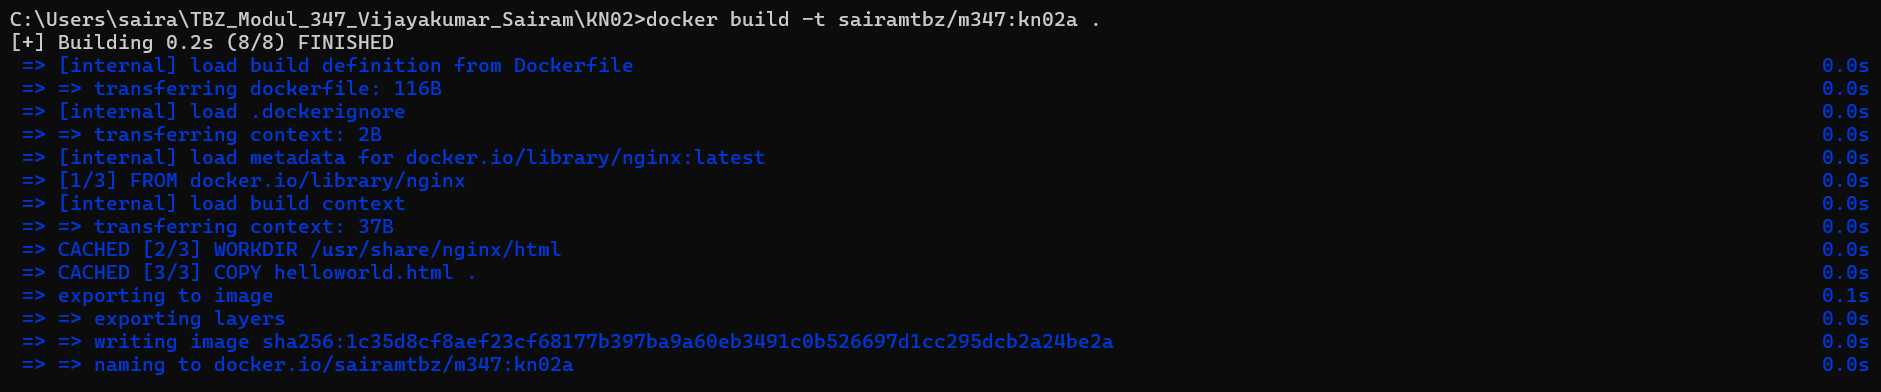 C:\Users\saira\TBZ_Modul_347_Vijayakumar_Sairam\KN02>docker build -t sairamtbz/m347:kn02a .
[+] Building 0.2s (8/8) FINISHED
=> [internal] load build definition from Dockerfile 0.0s
=> => transferring dockerfile: 116B 0.0s
=> [internal] load .dockerignore 0.0s
=> => transferring context: 2B 0.0s
=> [internal] load metadata for docker.io/library/nginx:latest 0.0s
=> [1/3] FROM docker.io/library/nginx 0.0s
=> [internal] load build context 0.0s
=> => transferring context: 37B 0.0s
=> CACHED [2/3] WORKDIR /usr/share/nginx/html 0.0s
=> CACHED [3/3] COPY helloworld.html . 0.0s
=> exporting to image 0.1s
=> => exporting layers 0.0s
=> => writing image sha256:1c35d8cf8aef23cf68177b397ba9a60eb3491c0b526697d1cc295dcb2a24be2a 0.0s
=> => naming to docker.io/sairamtbz/m347:kn02a 0.0s